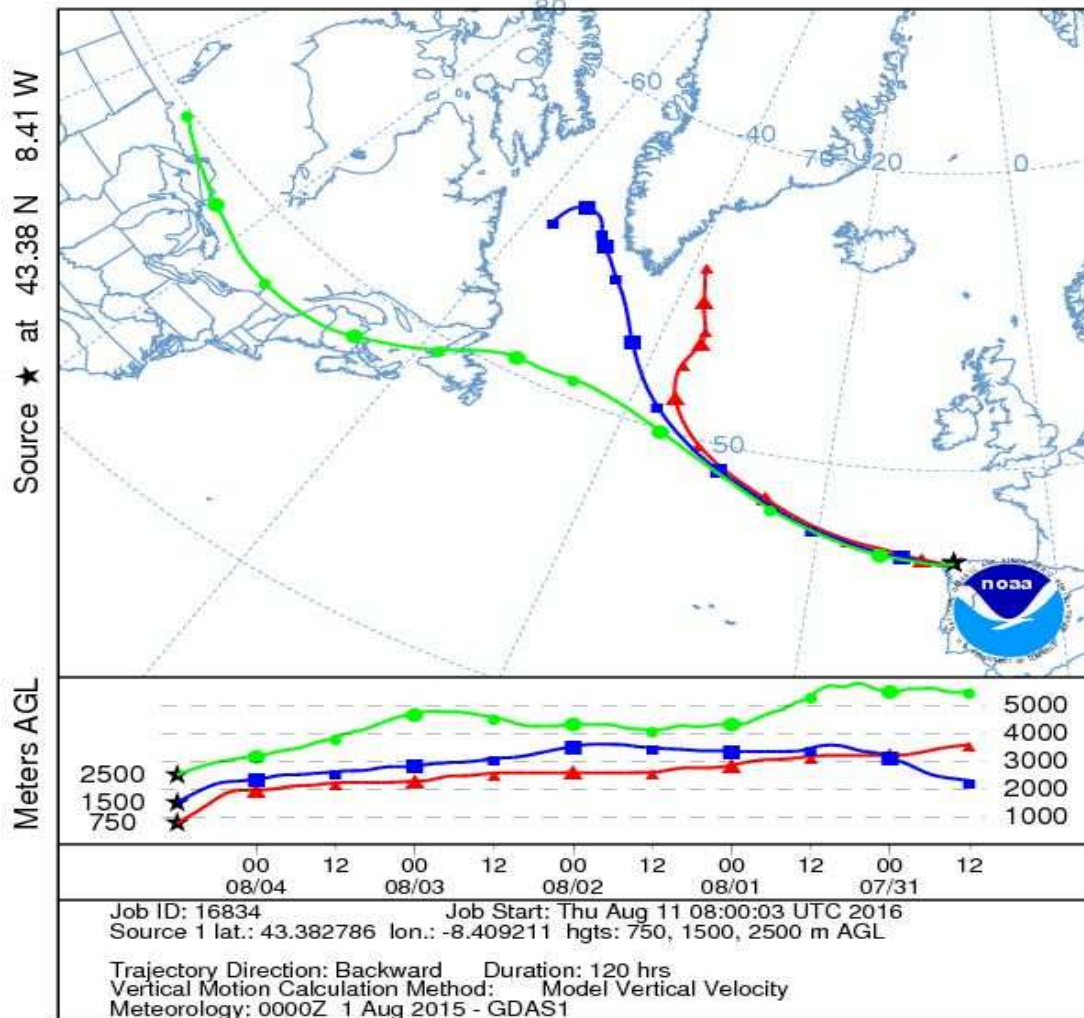 Source ★ at 43.38 N 8.41 W
-80
-60
-40
70
-20
0
50
noaa
Meters AGL
5000
4000
3000
2000
1000
2500
1500
750
00 12 00 12 00 12 00 12 00 12
08/04 08/03 08/02 08/01 07/31
Job ID: 16834 Job Start: Thu Aug 11 08:00:03 UTC 2016
Source 1 lat.: 43.382786 lon.: -8.409211 hgts: 750, 1500, 2500 m AGL
Trajectory Direction: Backward Duration: 120 hrs
Vertical Motion Calculation Method: Model Vertical Velocity
Meteorology: 0000Z 1 Aug 2015 - GDAS1